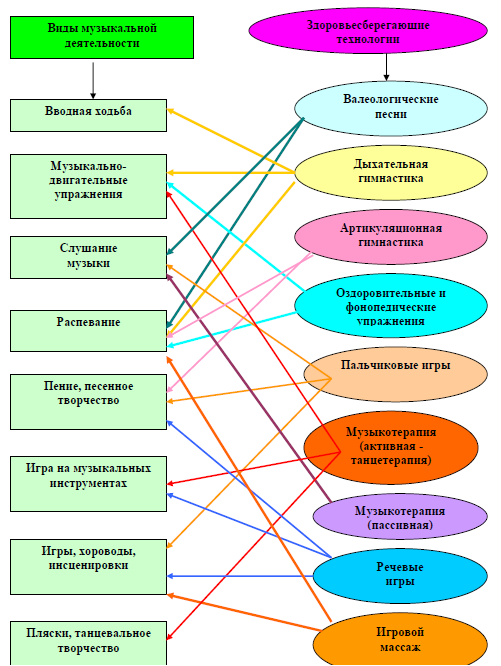 Виды музыкальной
деятельности
Здоровьесберегающие
технологии
Вводная ходьба
Музыкально-
двигательные
упражнения
Слушание
музыки
Распевание
Пение, песенное
творчество
Игра на музыкальных
инструментах
Игры, хороводы,
инсценировки
Пляски, танцевальное
творчество
Валеологические
песни
Дыхательная
гимнастика
Артикуляционная
гимнастика
Оздоровительные и
фонопедические
упражнения
Пальчиковые игры
Музыкотерапия
(активная -
танцетерапия)
Музыкотерапия
(пассивная)
Речевые
игры
Игровой
массаж